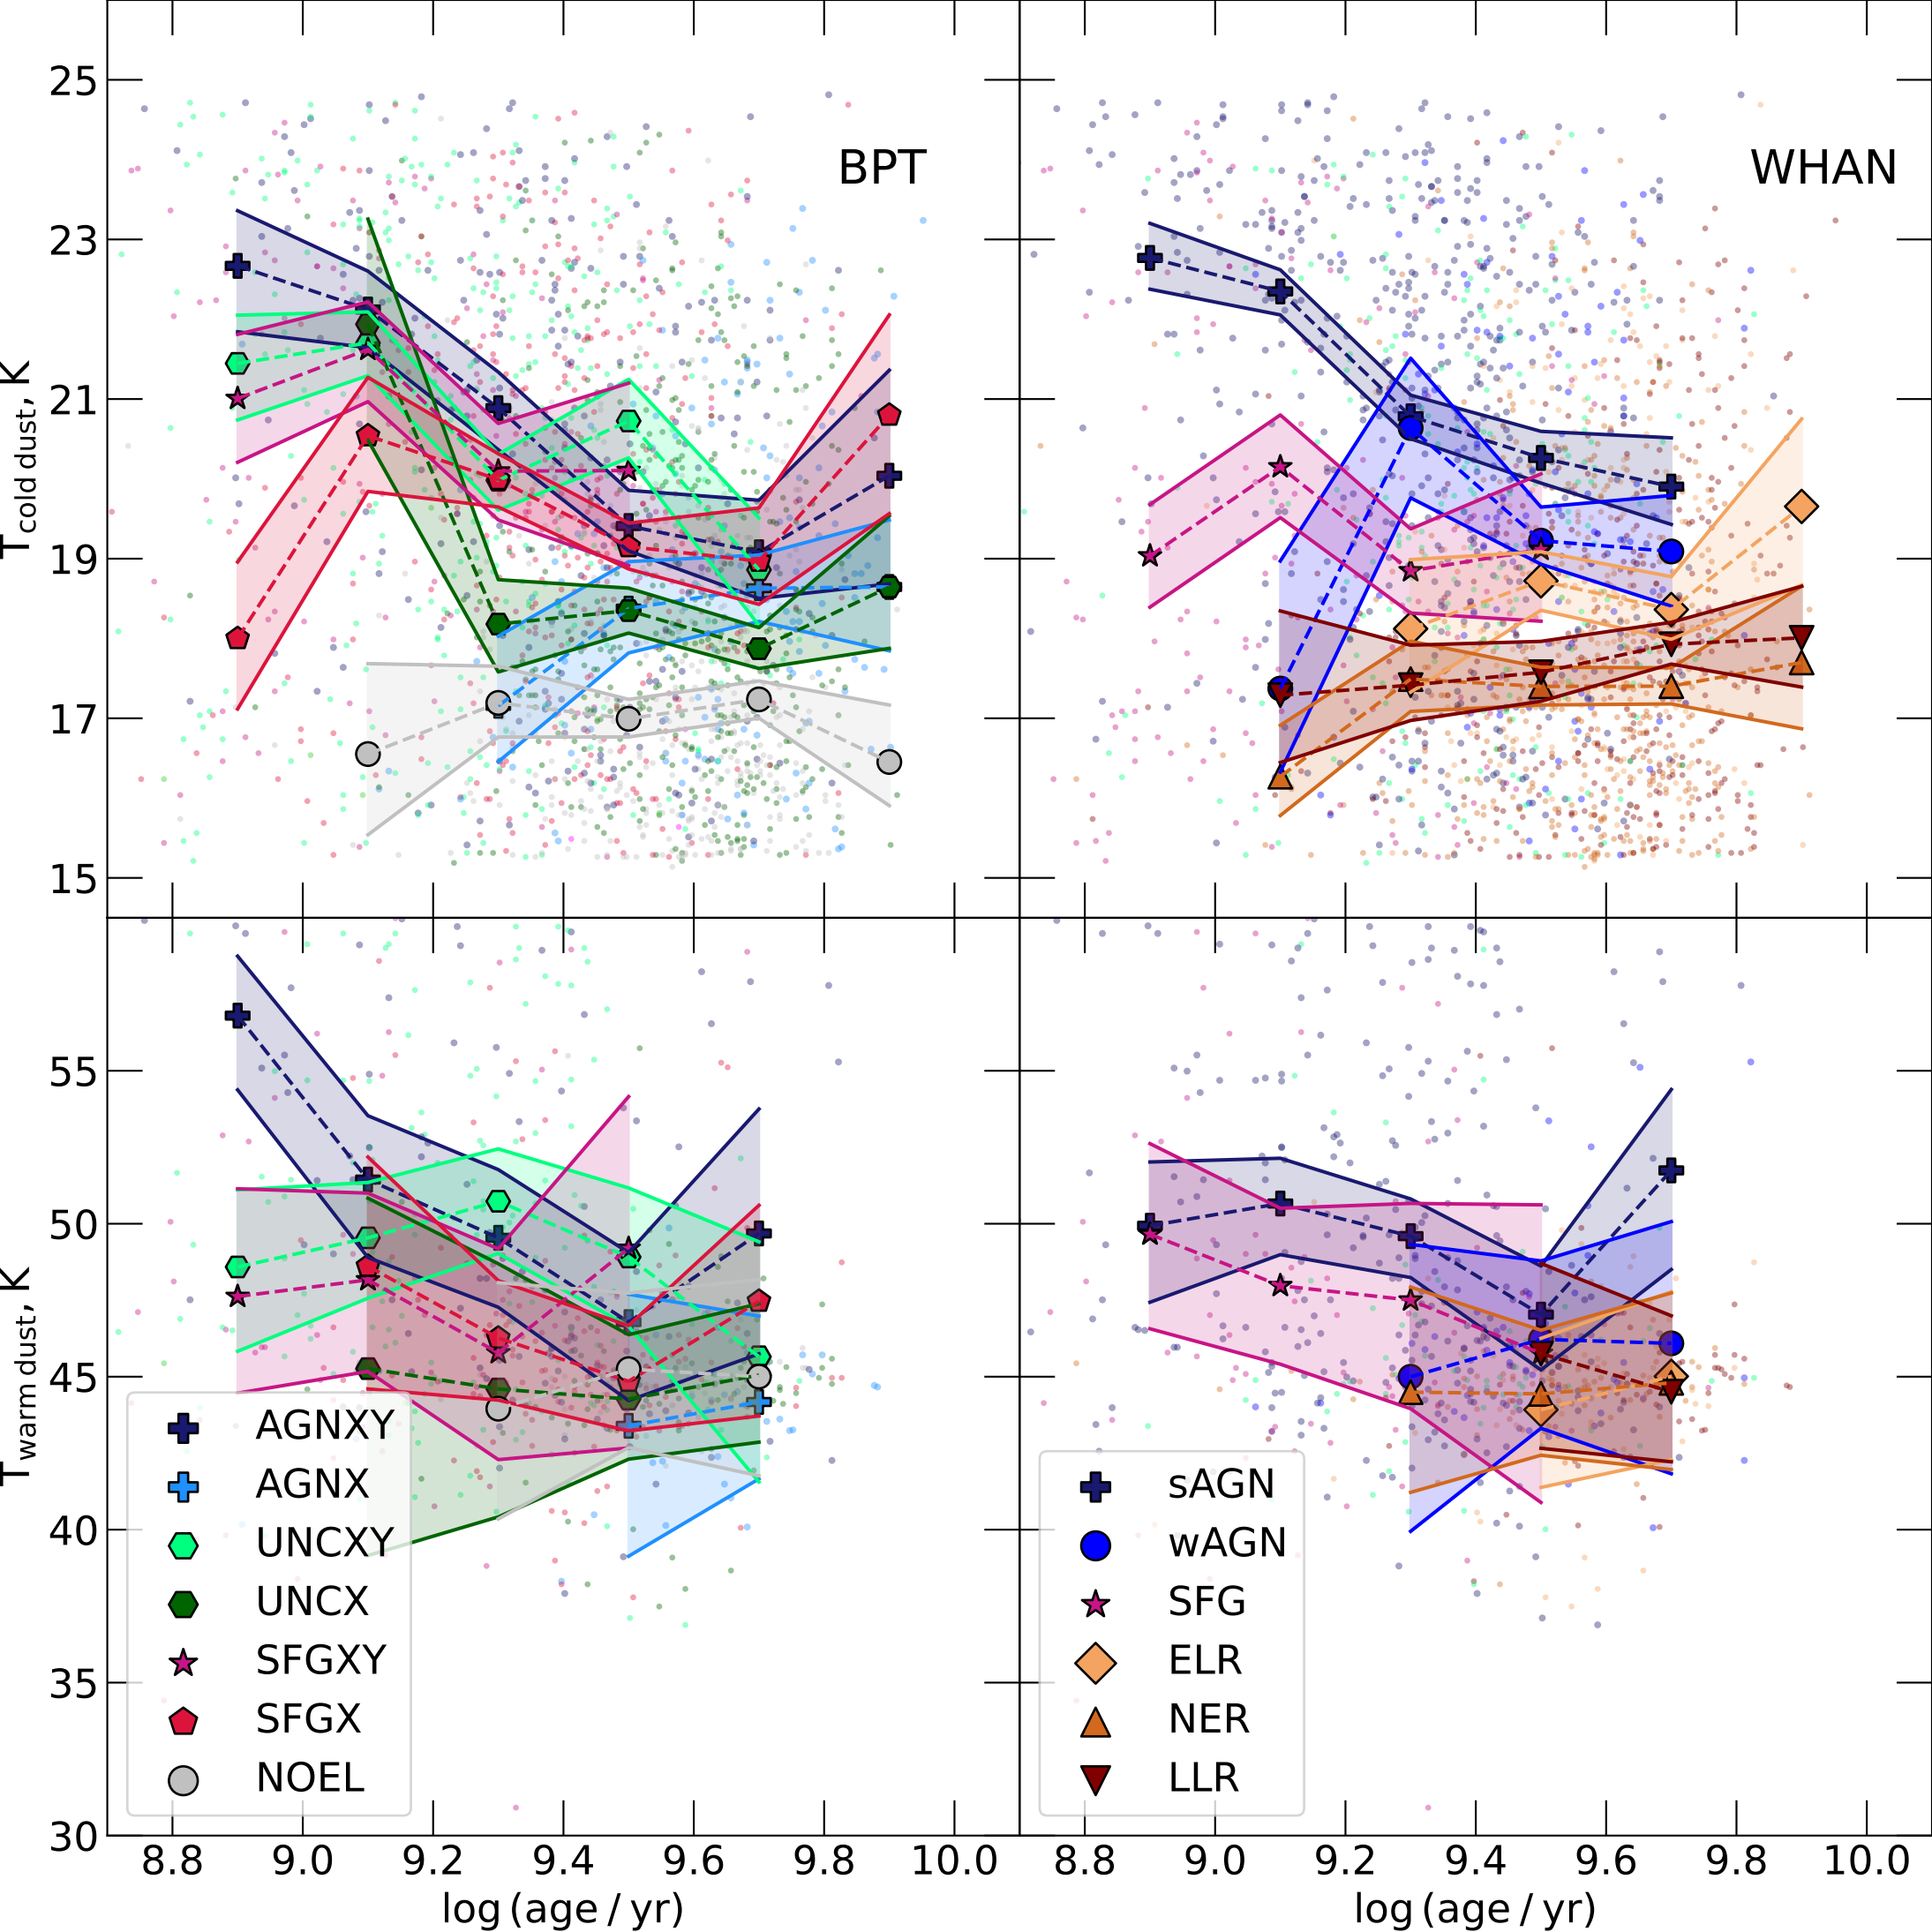 BPT
WHAN
25
23
21
19
17
15
T cold dust, K
55
50
45
40
35
30
T warm dust, K
AGNXY
AGNX
UNCXY
UNCX
SFGXY
SFGX
NOEL
sAGN
wAGN
SFG
ELR
NER
LLR
8.8 9.0 9.2 9.4 9.6 9.8 10.0
8.8 9.0 9.2 9.4 9.6 9.8 10.0
log (age / yr)
log (age / yr)